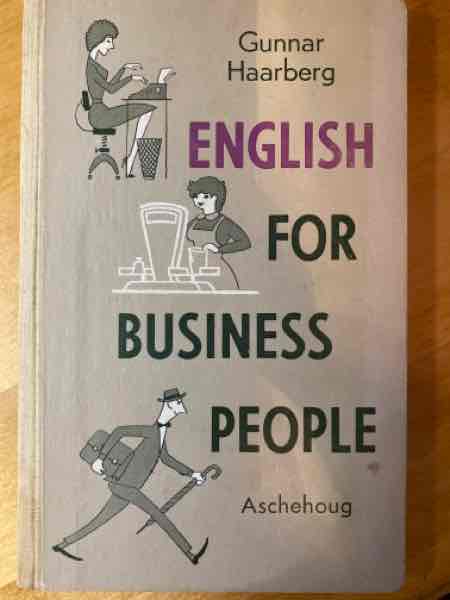 Gunnar
Haarberg
ENGLISH
FOR
BUSINESS
PEOPLE
Aschehoug